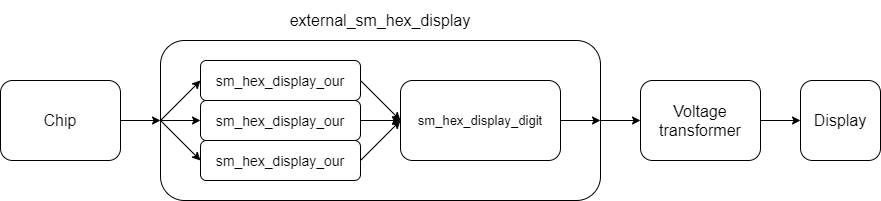 external_sm_hex_display
Chip
sm_hex_display_our
sm_hex_display_our
sm_hex_display_our
sm_hex_display_digit
Voltage
transformer
Display